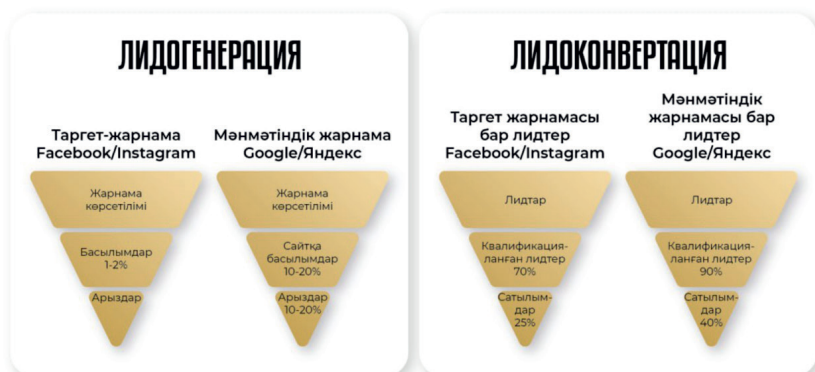 ЛИДОГЕНЕРАЦИЯ
Таргет-жарнама
Facebook/Instagram
Жарнама
көрсетілімі
Басылымдар
1-2%
Арыздар
Мәнмәтіндік жарнама
Google/Яндекс
Жарнама
көрсетілімі
Сайтқа
басылымдар
10-20%
Арыздар
10-20%
ЛИДОКОНВЕРТАЦИЯ
Таргет жарнамасы
бар лидтер
Facebook/Instagram
Лидтар
Квалификация-
ланған лидтер
70%
Сатылым-
дар
25%
Мәнмәтіндік
жарнамасы бар
лидтер
Google/Яндекс
Лидтар
Квалификация-
ланған лидтер
90%
Сатылым-
дар
40%